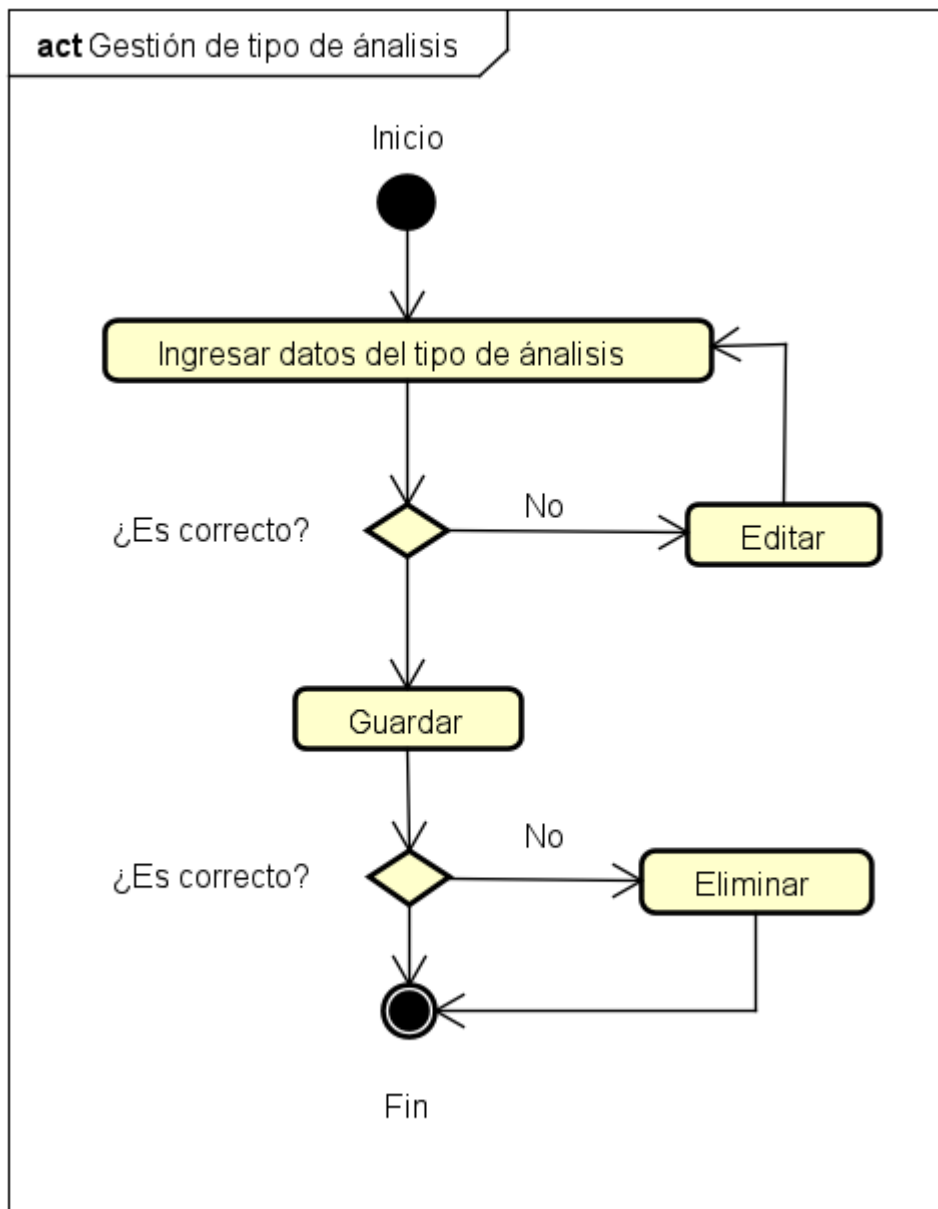 act Gestión de tipo de ánalisis
Inicio
Ingresar datos del tipo de ánalisis
¿Es correcto?
No
Editar
Guardar
¿Es correcto?
No
Eliminar
Fin